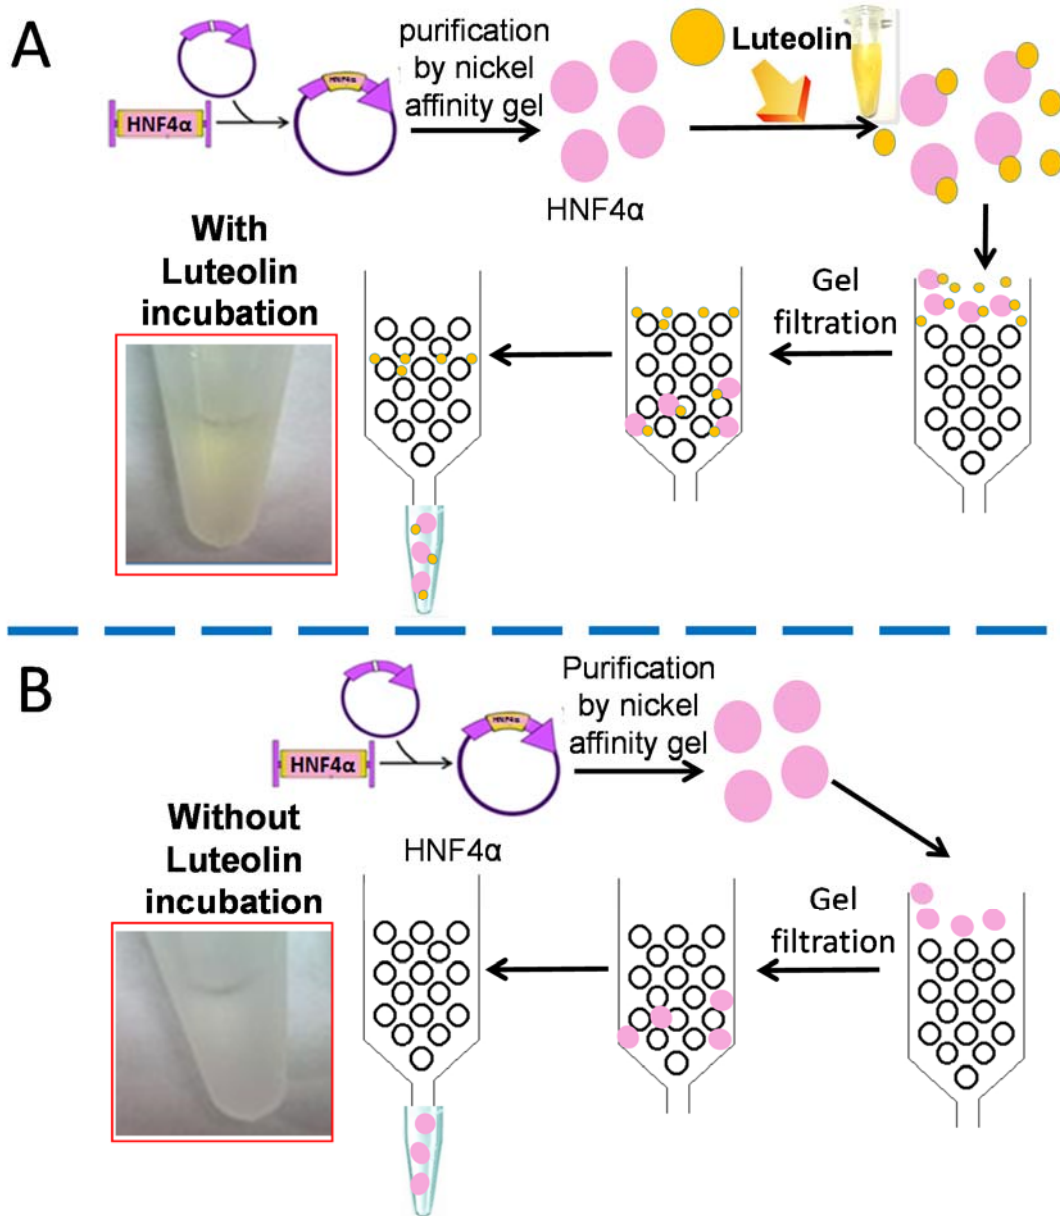 A
HNF4α
purification
by nickel
affinity gel
HNF4α
Luteolin
With
Luteolin
incubation
Gel
filtration
B
HNF4α
Purification
by nickel
affinity gel
Without
Luteolin
incubation
HNF4α
Gel
filtration